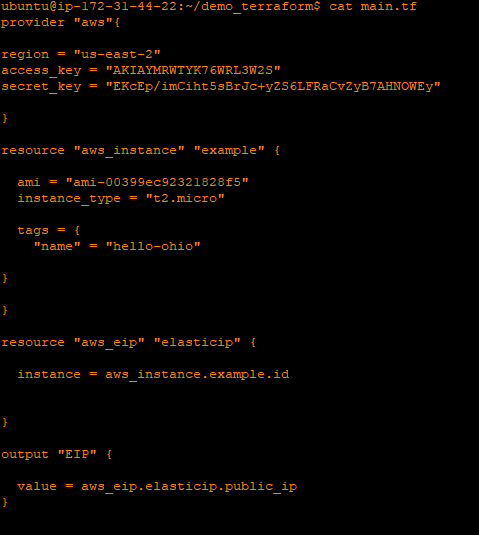 ubuntu@ip-172-31-44-22:~/demo_terraform$ cat main.tf
provider "aws"{
region = "us-east-2"
access_key = "AKIAYMRWTYK76WRL3W2S"
secret_key = "EKcEp/imCiht5sBrJc+yZS6LFRaCvZyB7AHNOWEy"
}
resource "aws_instance" "example" {
ami = "ami-00399ec92321828f5"
instance_type = "t2.micro"
tags = {
"name" = "hello-ohio"
}
}
resource "aws_eip" "elasticip" {
instance = aws_instance.example.id
}
output "EIP" {
value = aws_eip.elasticip.public_ip
}